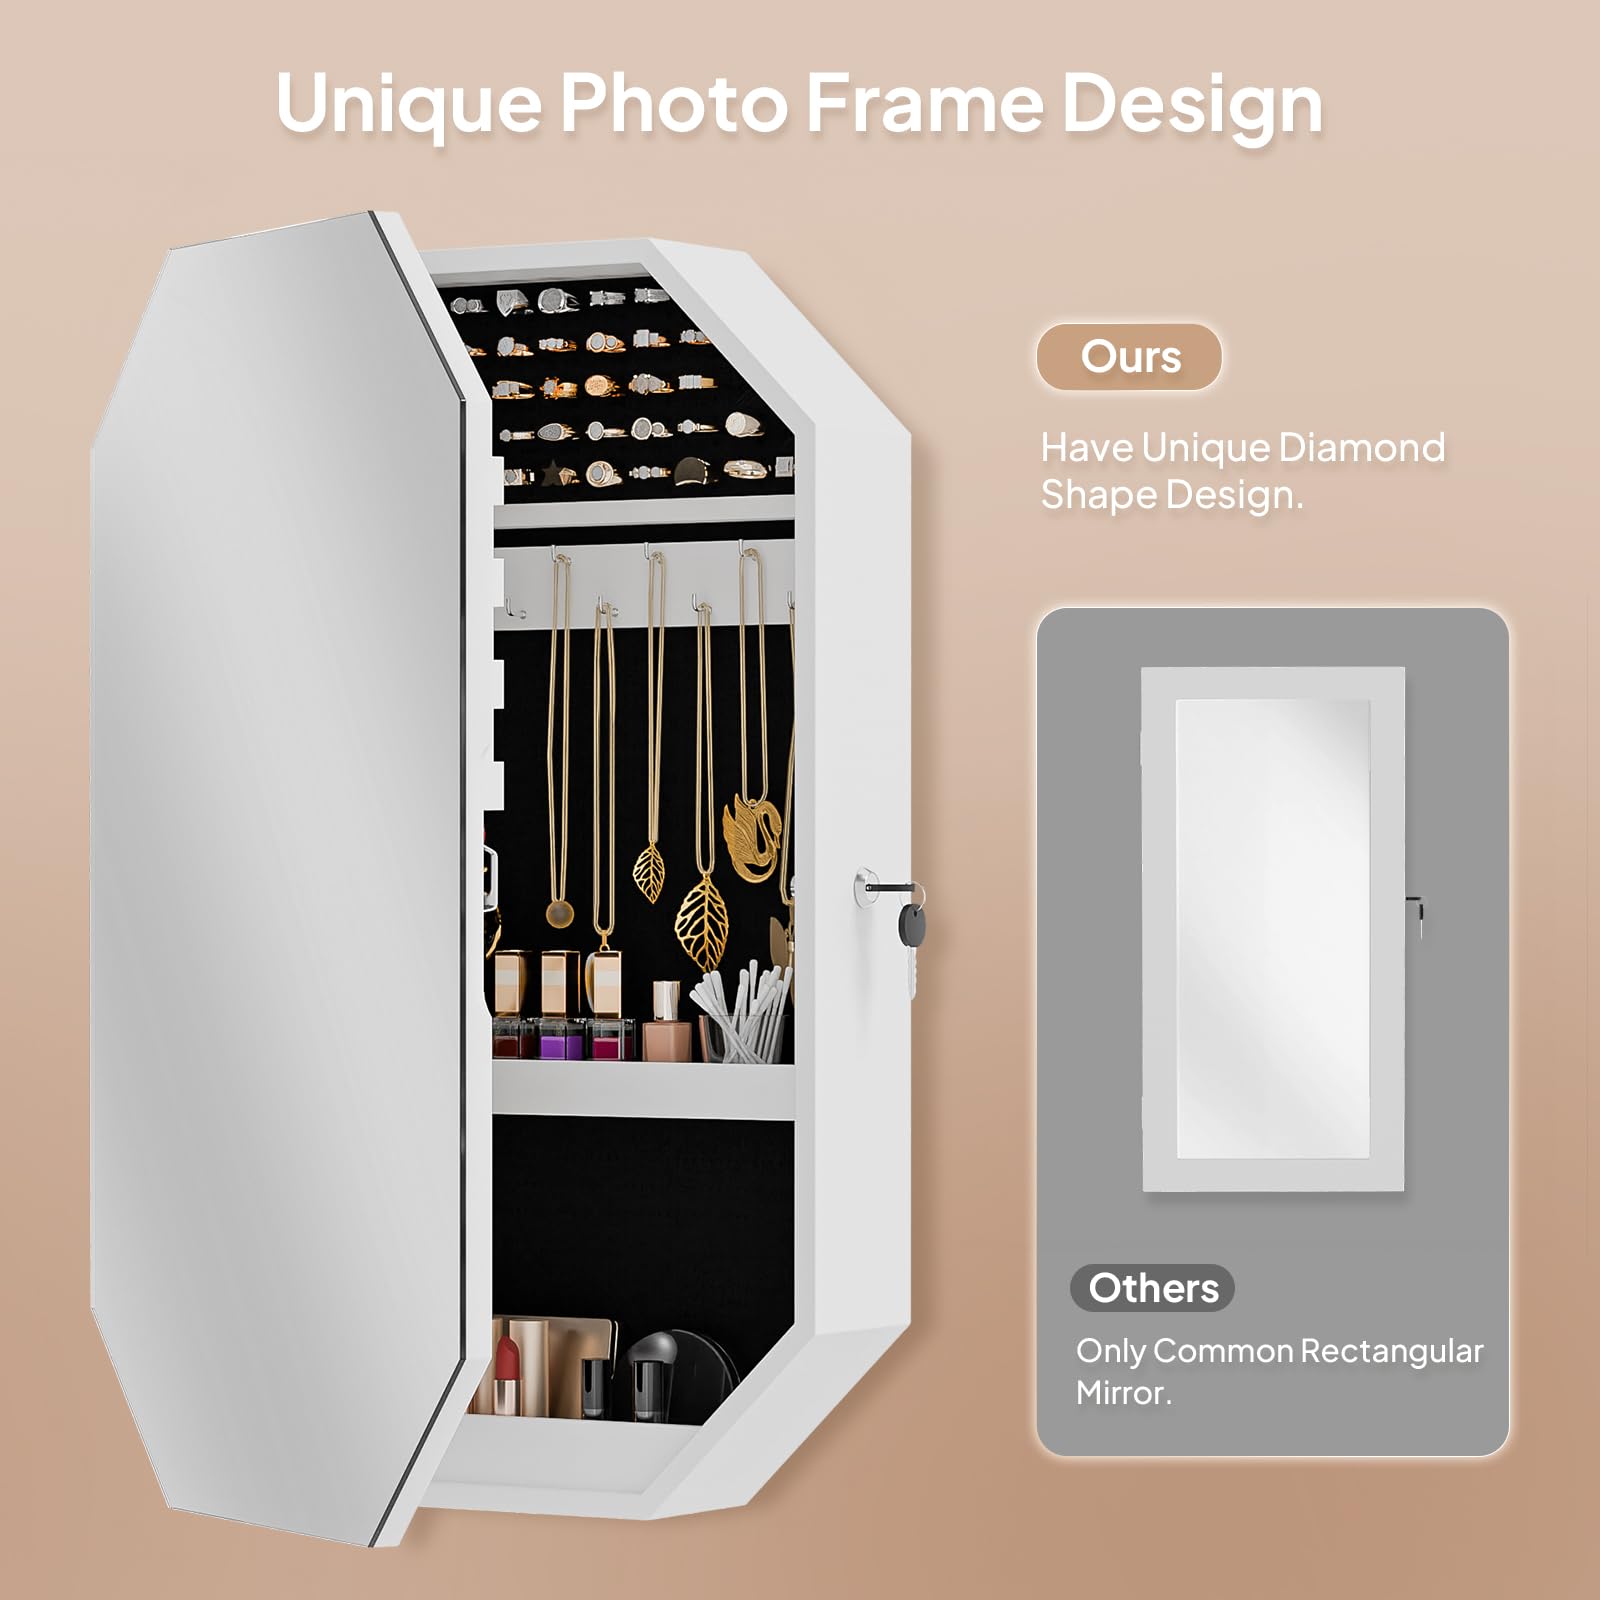 Unique Photo Frame Design
Ours
Have Unique Diamond
Shape Design.
Others
Only Common Rectangular
Mirror.